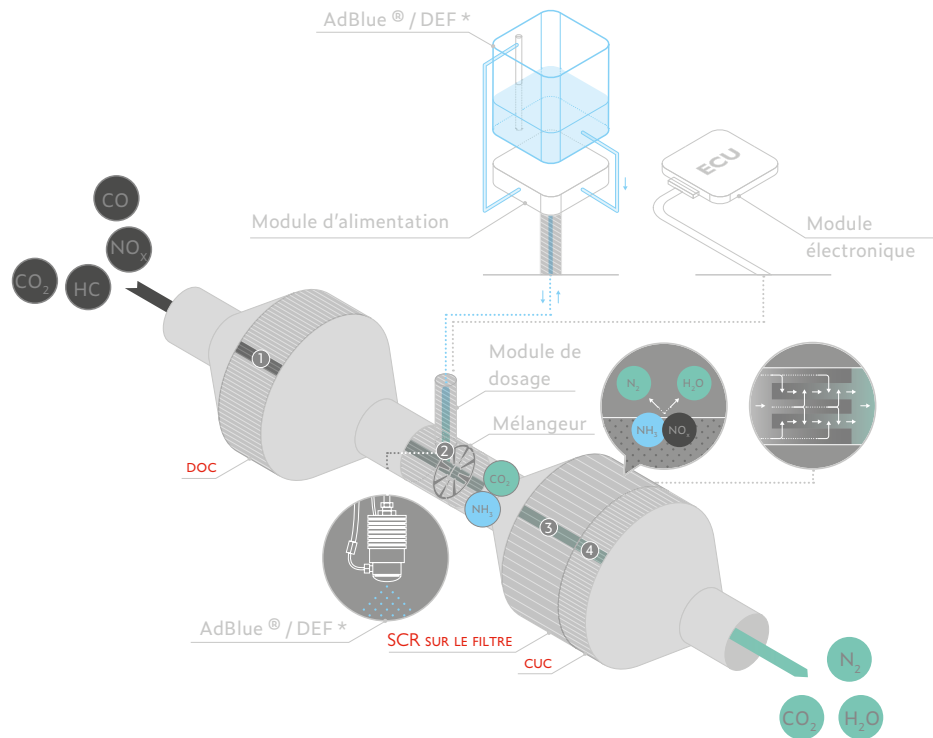 AdBlue ® / DEF *
ECU
CO
Module d'alimentation
Module
électronique
NOx
CO2
HC
1
Module de
dosage
N2
H2O
Mélangeur
NH3
NOx
2
DOC
CO2
NH3
3
4
AdBlue ® / DEF *
SCR SUR LE FILTRE
CUC
N2
CO2
H2O